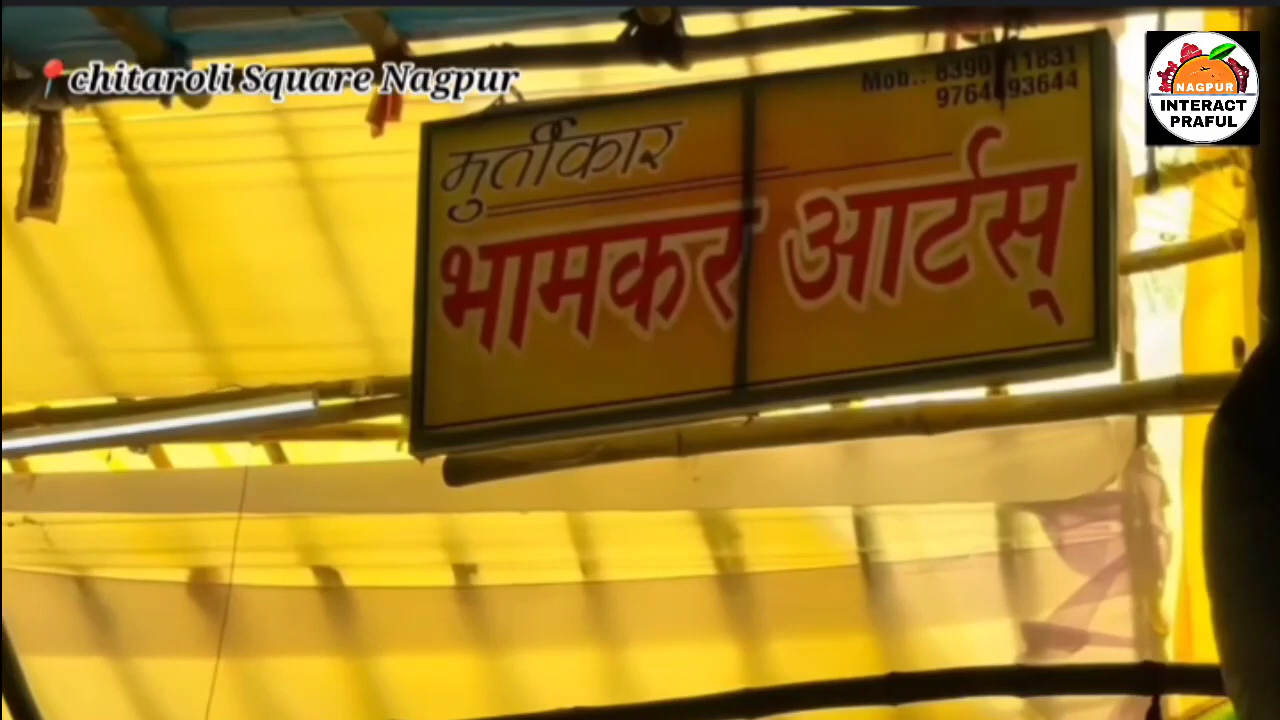 chitaroli Square Nagpur
NAGPUR
INTERACT
PRAFUL
Mob.:
मुर्तीकार
भामकर आर्टस्